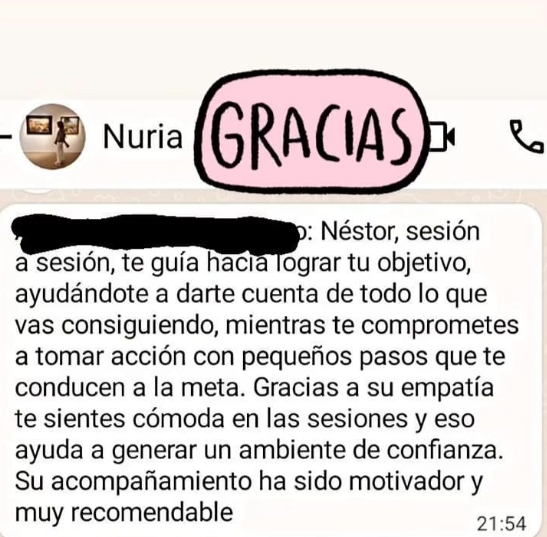 Nuria
GRACIAS
: Néstor, sesión
a sesión, te guía hacia lograr tu objetivo,
ayudándote a darte cuenta de todo lo que
vas consiguiendo, mientras te comprometes
a tomar acción con pequeños pasos que te
conducen a la meta. Gracias a su empatía
te sientes cómoda en las sesiones y eso
ayuda a generar un ambiente de confianza.
Su acompañamiento ha sido motivador y
muy recomendable
21:54